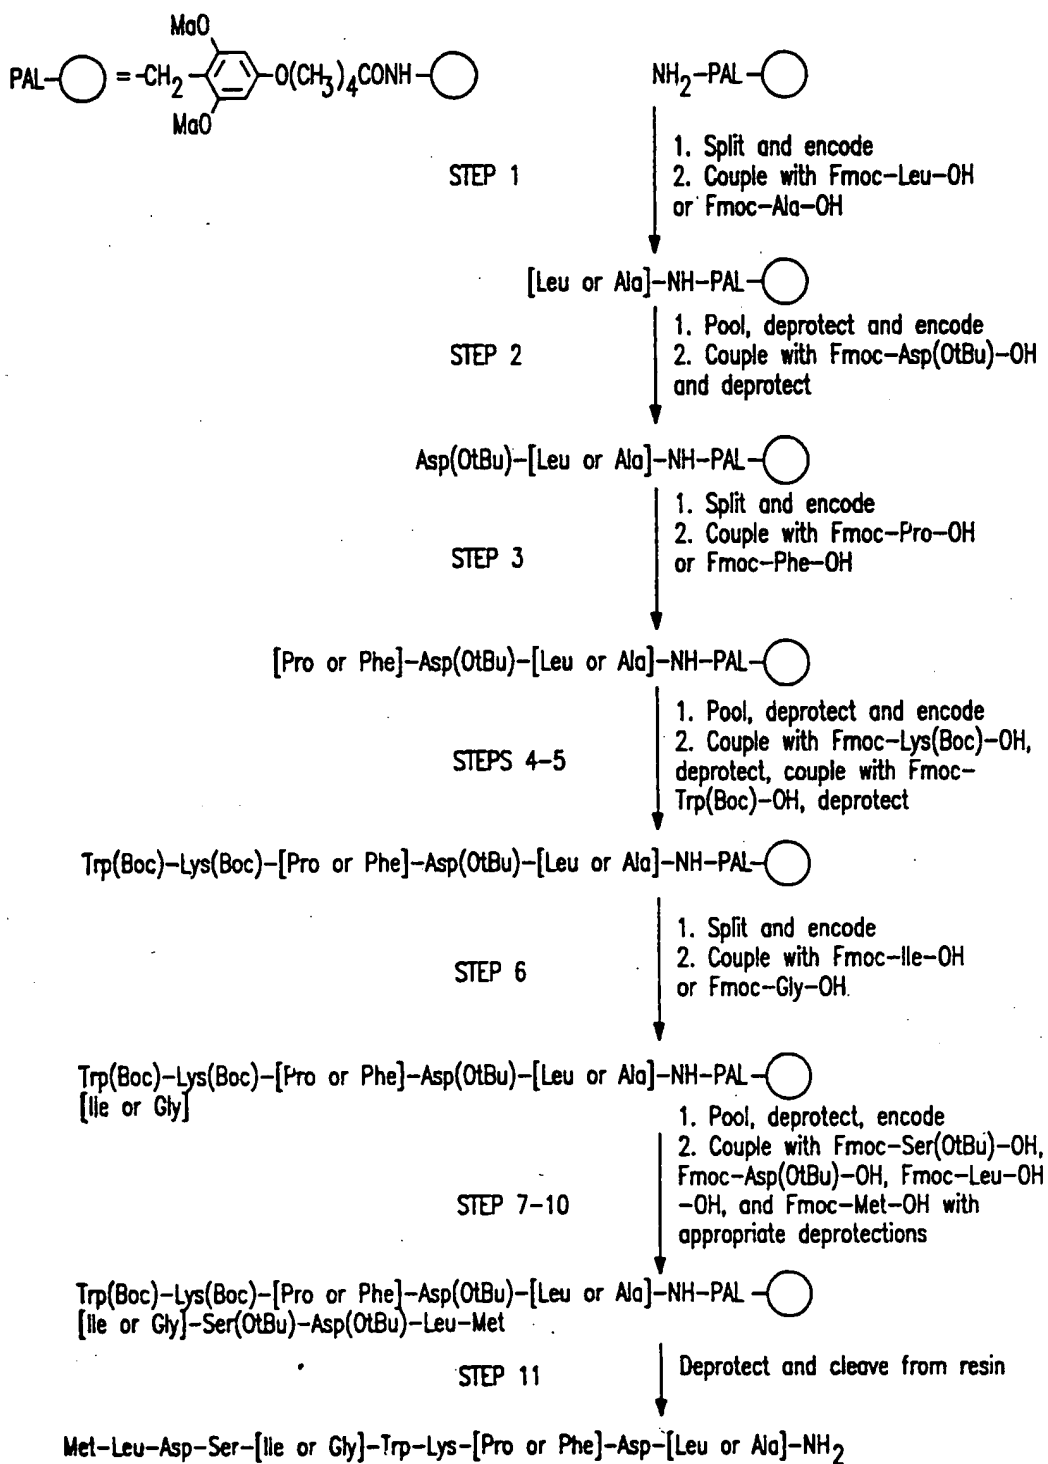 MaO
PAL-◯ = -CH2- -O(CH3)4CONH-◯
MaO
NH2-PAL-◯
STEP 1
1. Split and encode
2. Couple with Fmoc-Leu-OH
or Fmoc-Ala-OH
[Leu or Ala]-NH-PAL-◯
STEP 2
1. Pool, deprotect and encode
2. Couple with Fmoc-Asp(OtBu)-OH
and deprotect
Asp(OtBu)-[Leu or Ala]-NH-PAL-◯
STEP 3
1. Split and encode
2. Couple with Fmoc-Pro-OH
or Fmoc-Phe-OH
[Pro or Phe]-Asp(OtBu)-[Leu or Ala]-NH-PAL-◯
STEPS 4-5
1. Pool, deprotect and encode
2. Couple with Fmoc-Lys(Boc)-OH,
deprotect, couple with Fmoc-
Trp(Boc)-OH, deprotect
Trp(Boc)-Lys(Boc)-[Pro or Phe]-Asp(OtBu)-[Leu or Ala]-NH-PAL-◯
STEP 6
1. Split and encode
2. Couple with Fmoc-Ile-OH
or Fmoc-Gly-OH.
Trp(Boc)-Lys(Boc)-[Pro or Phe]-Asp(OtBu)-[Leu or Ala]-NH-PAL-◯
[Ile or Gly]
STEP 7-10
1. Pool, deprotect, encode
2. Couple with Fmoc-Ser(OtBu)-OH,
Fmoc-Asp(OtBu)-OH, Fmoc-Leu-OH
-OH, and Fmoc-Met-OH with
appropriate deprotections
Trp(Boc)-Lys(Boc)-[Pro or Phe]-Asp(OtBu)-[Leu or Ala]-NH-PAL-◯
[Ile or Gly]-Ser(OtBu)-Asp(OtBu)-Leu-Met
STEP 11
Deprotect and cleave from resin
Met-Leu-Asp-Ser-[Ile or Gly]-Trp-Lys-[Pro or Phe]-Asp-[Leu or Ala]-NH2